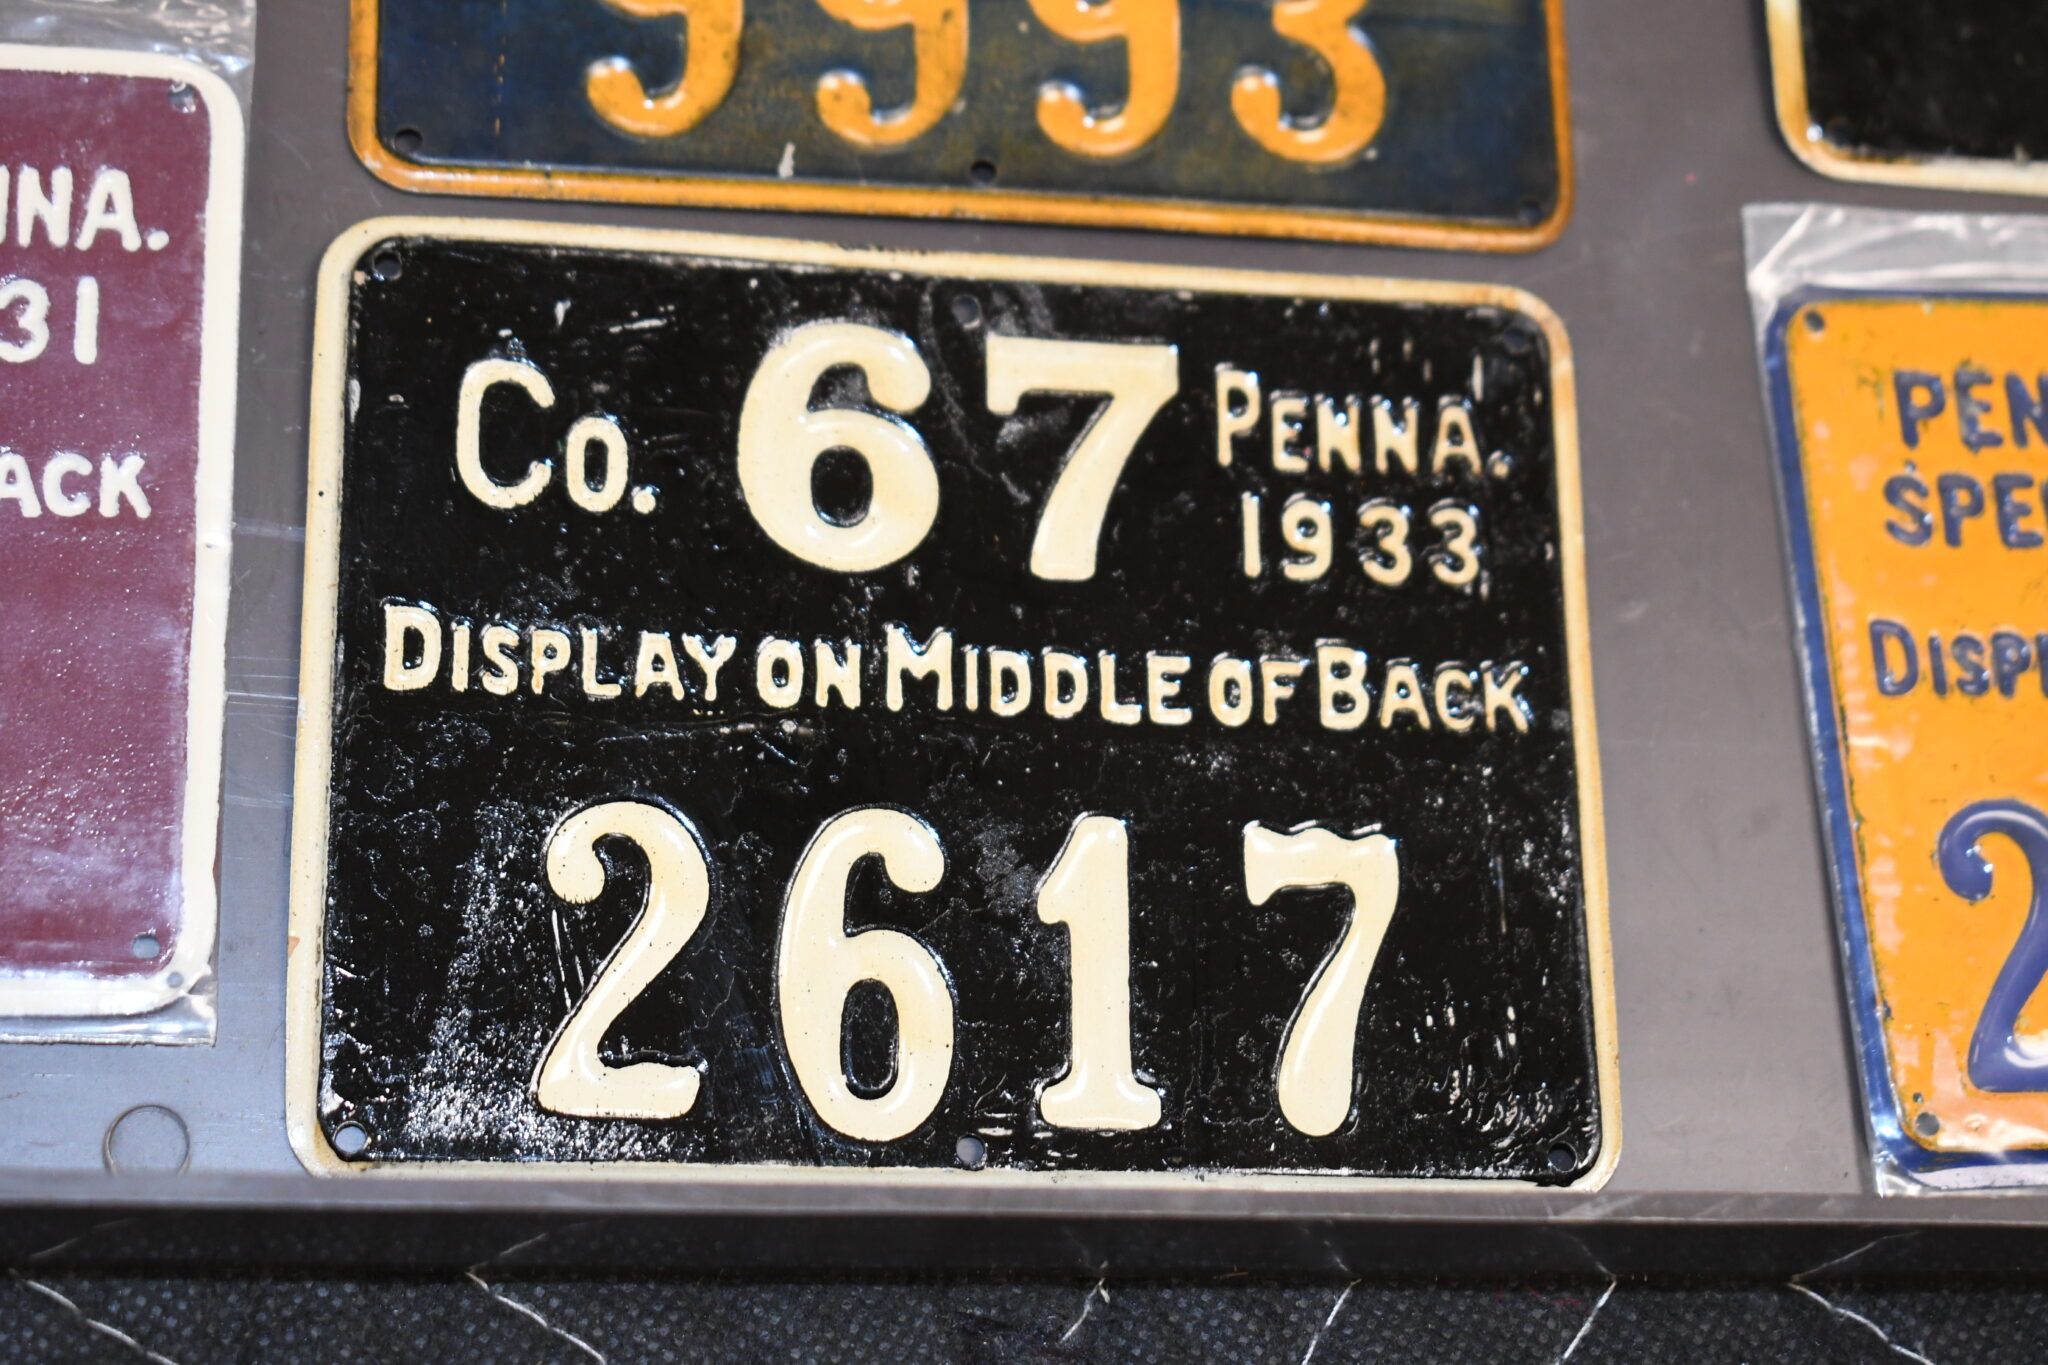 9993
NNA.
31
ACK
Co. 67 PENNA.
1933
DISPLAY ON MIDDLE OF BACK
2617
PEN
SPE
DISP
2